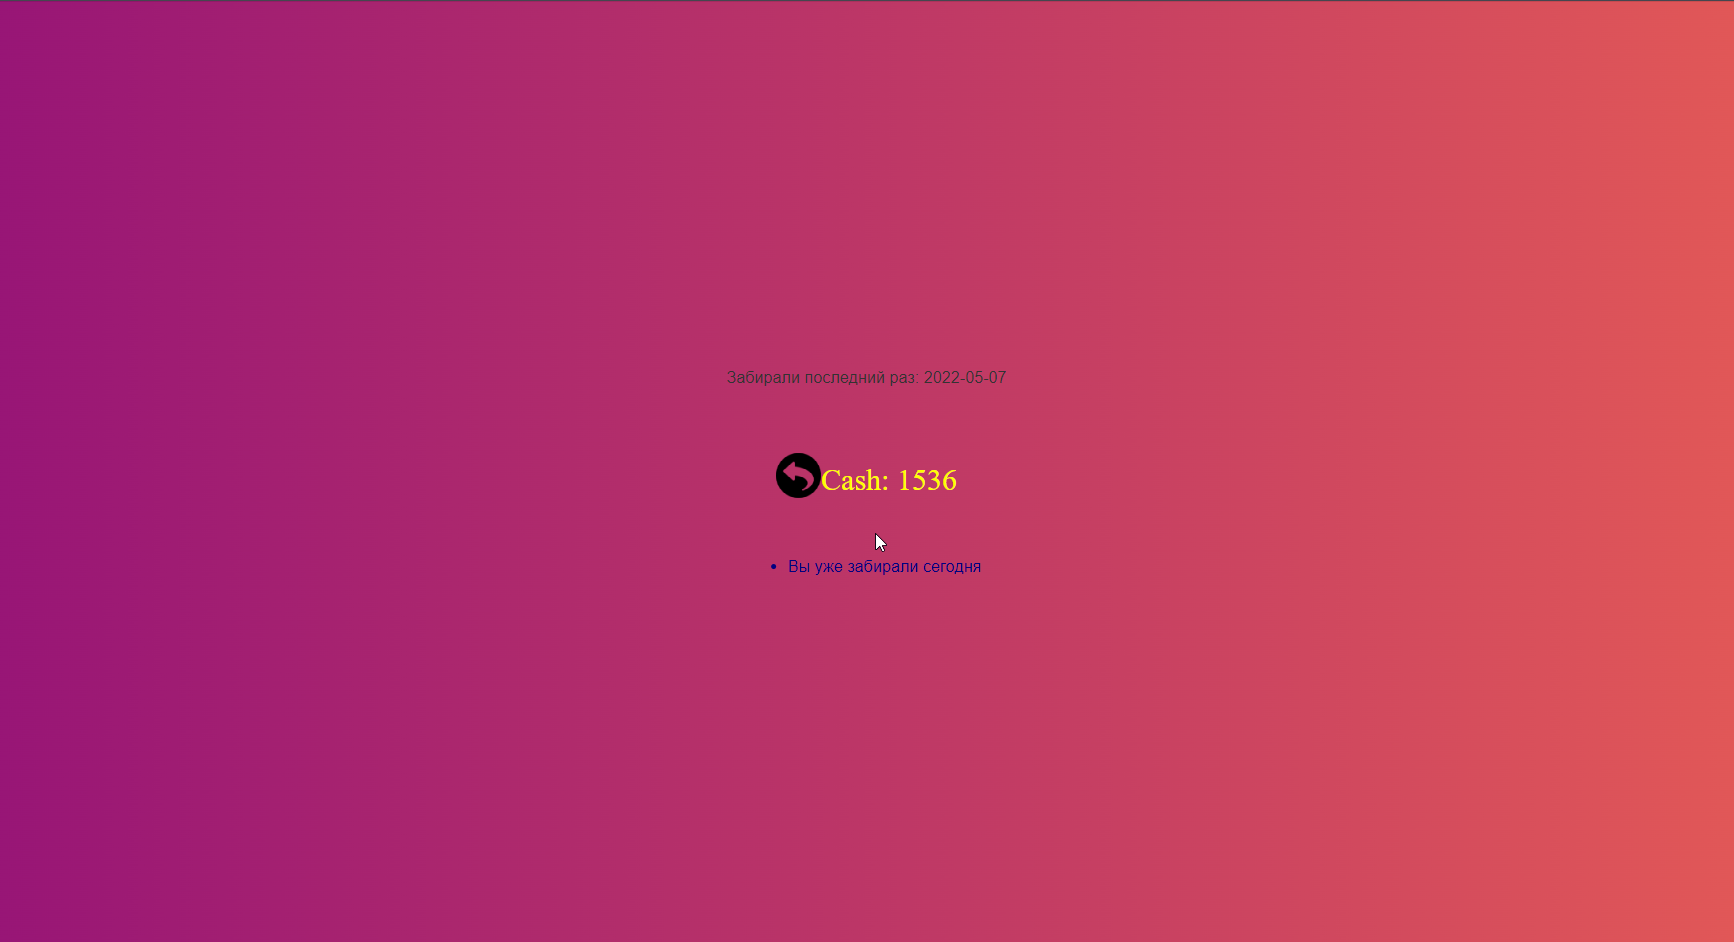 Забирали последний раз: 2022-05-07
Cash: 1536
Вы уже забирали сегодня